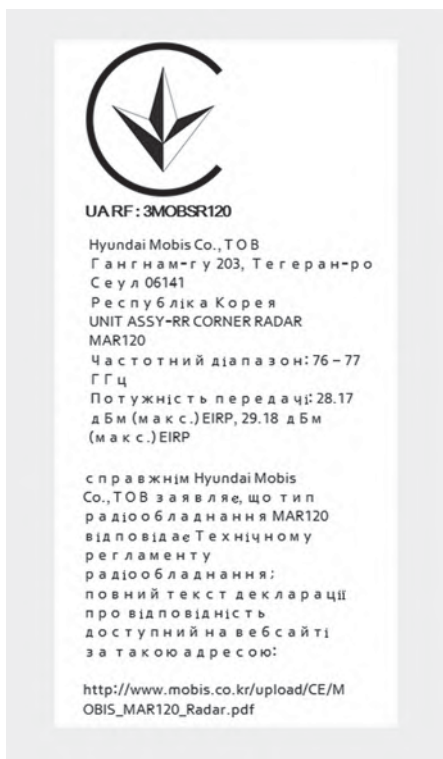 UA RF : 3MOBSR120
Hyundai Mobis Co., ТОВ
Гангнам-гу 203, Тегеран-ро
Сеул 06141
Республіка Корея
UNIT ASSY-RR CORNER RADAR
MAR120
Частотний діапазон: 76 – 77
ГГц
Потужність передачі: 28.17
дБм (макс.) EIRP, 29.18 дБм
(макс.) EIRP
справжнім Hyundai Mobis
Co., ТОВ заявляє, що тип
радіообладнання MAR120
відповідає Технічному
регламенту
радіообладнання;
повний текст декларації
про відповідність
доступний на вебсайті
за такою адресою:
http://www.mobis.co.kr/upload/CE/M
OBIS_MAR120_Radar.pdf